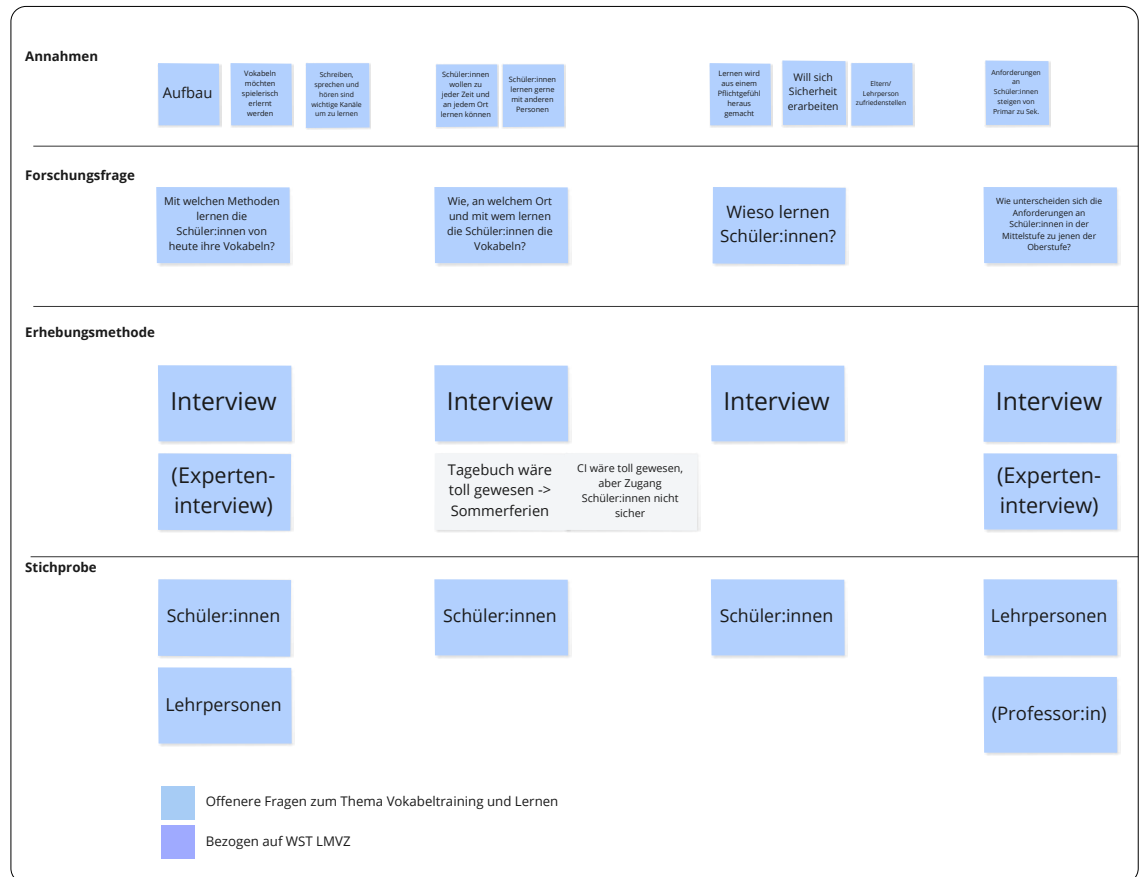 Annahmen
Aufbau
Vokabeln
möchten
spielerisch
erlernt
werden
Schreiben,
sprechen und
hören sind
wichtige Kanäle
um zu lernen
Schüler:innen
wollen zu
jeder Zeit und
an jedem Ort
lernen können
Schüler:innen
lernen gerne
mit anderen
Personen
Lernen wird
aus einem
Pflichtgefühl
heraus
gemacht
Will sich
Sicherheit
erarbeiten
Eltern/
Lehrperson
zufriedenstellen
Anforderungen
an
Schüler:innen
steigen von
Primar zu Sek.
Forschungsfrage
Mit welchen Methoden
lernen die
Schüler:innen von
heute ihre Vokabeln?
Wie, an welchem Ort
und mit wem lernen
die Schüler:innen die
Vokabeln?
Wieso lernen
Schüler:innen?
Wie unterscheiden sich die
Anforderungen an
Schüler:innen in der
Mittelstufe zu jenen der
Oberstufe?
Erhebungsmethode
Interview
Interview
Interview
Interview
(Experten-
interview)
Tagebuch wäre
toll gewesen ->
Sommerferien
CI wäre toll gewesen,
aber Zugang
Schüler:innen nicht
sicher
(Experten-
interview)
Stichprobe
Schüler:innen
Schüler:innen
Schüler:innen
Lehrpersonen
Lehrpersonen
(Professor:in)
Offenere Fragen zum Thema Vokabeltraining und Lernen
Bezogen auf WST LMVZ